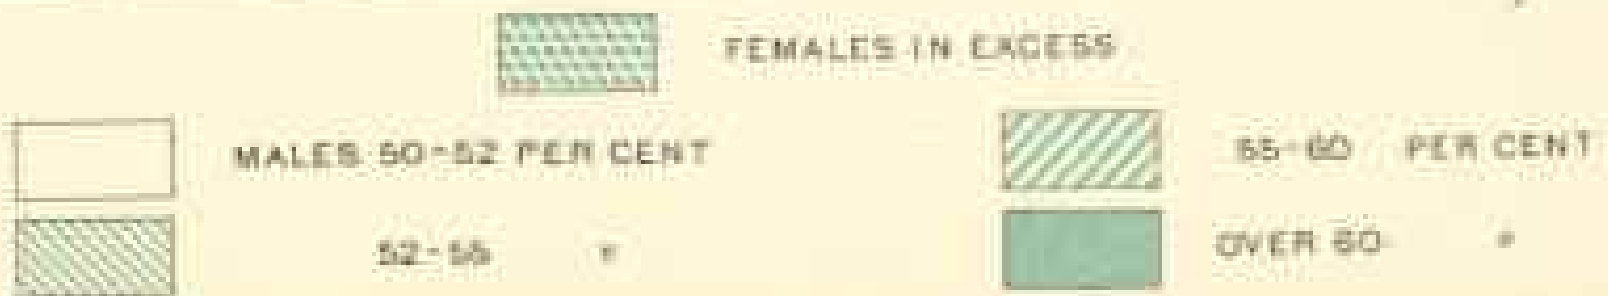 FEMALES IN EXCESS
MALES 50-52 PER CENT
52-55 "
55-60 PER CENT
OVER 60 "